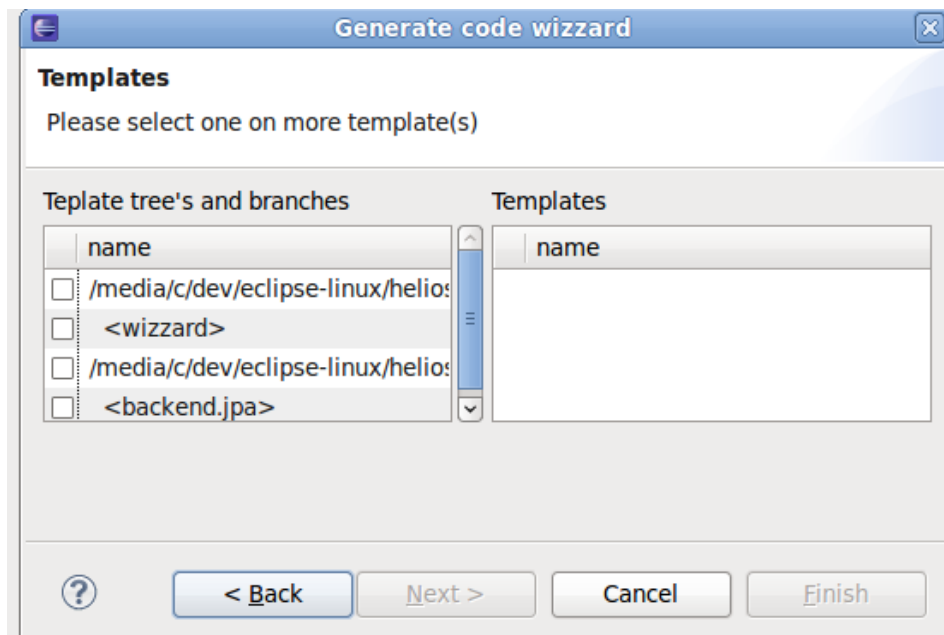 Generate code wizzard
Templates
Please select one on more template(s)
Teplate tree's and branches
Templates
name
name
/media/c/dev/eclipse-linux/helios
<wizzard>
/media/c/dev/eclipse-linux/helios
<backend.jpa>
?
< Back
Next >
Cancel
Finish